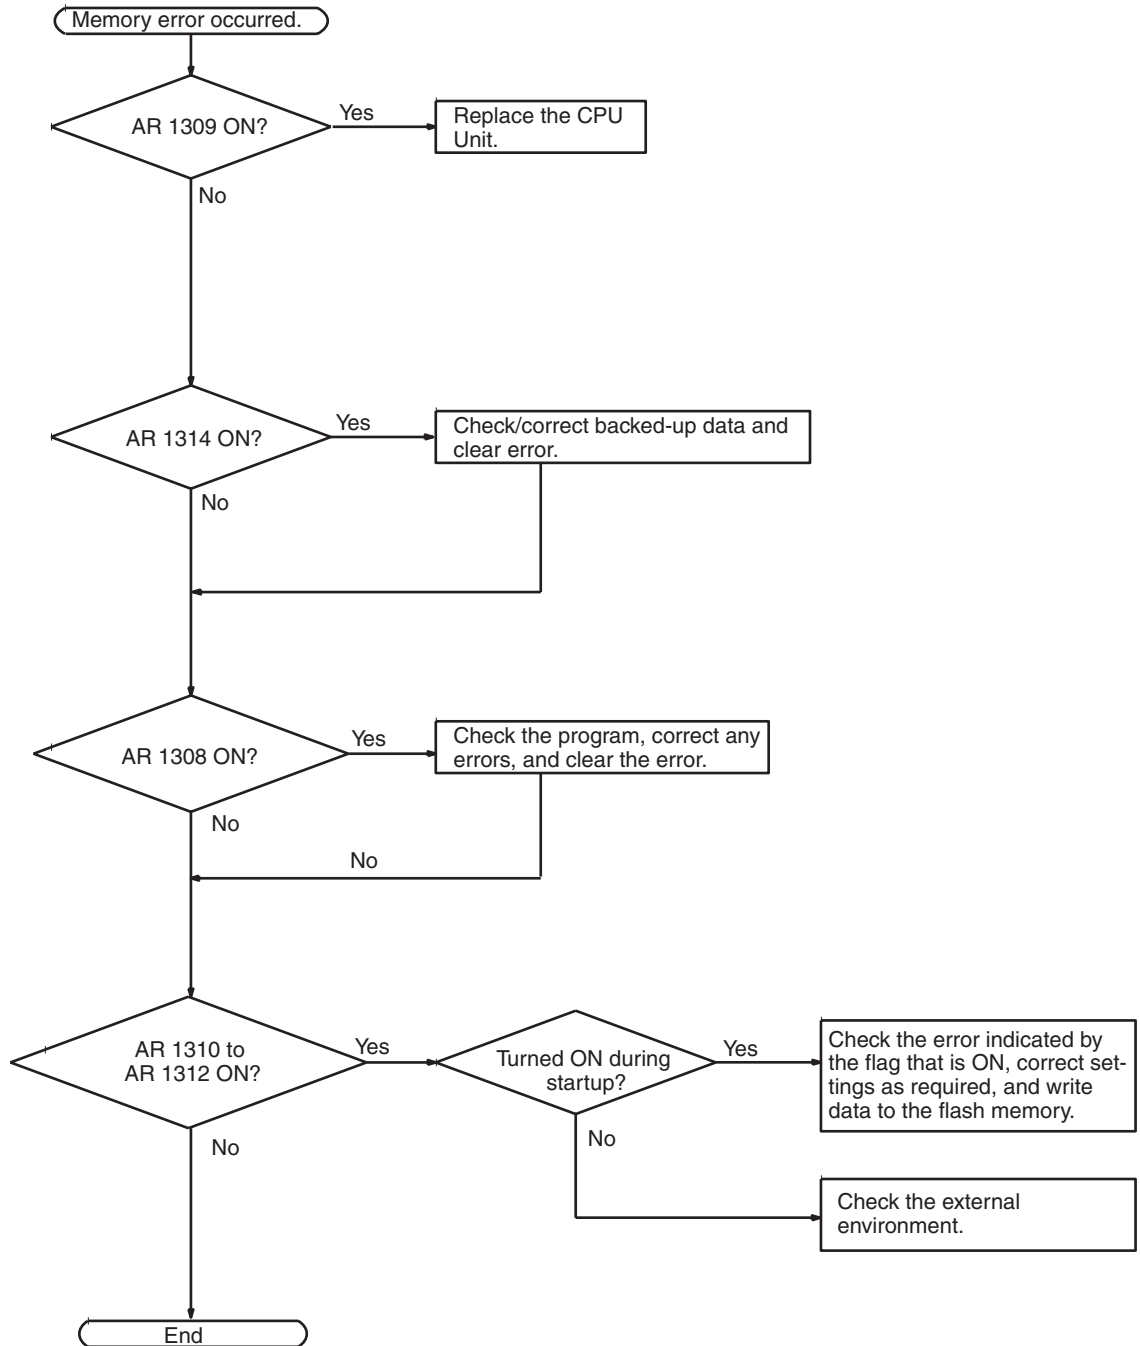 Memory error occurred.
AR 1309 ON?
Yes
Replace the CPU
Unit.
No
AR 1314 ON?
Yes
Check/correct backed-up data and
clear error.
No
AR 1308 ON?
Yes
Check the program, correct any
errors, and clear the error.
No
No
AR 1310 to
AR 1312 ON?
Yes
Turned ON during
startup?
Yes
Check the error indicated by
the flag that is ON, correct set-
tings as required, and write
data to the flash memory.
No
No
Check the external
environment.
End